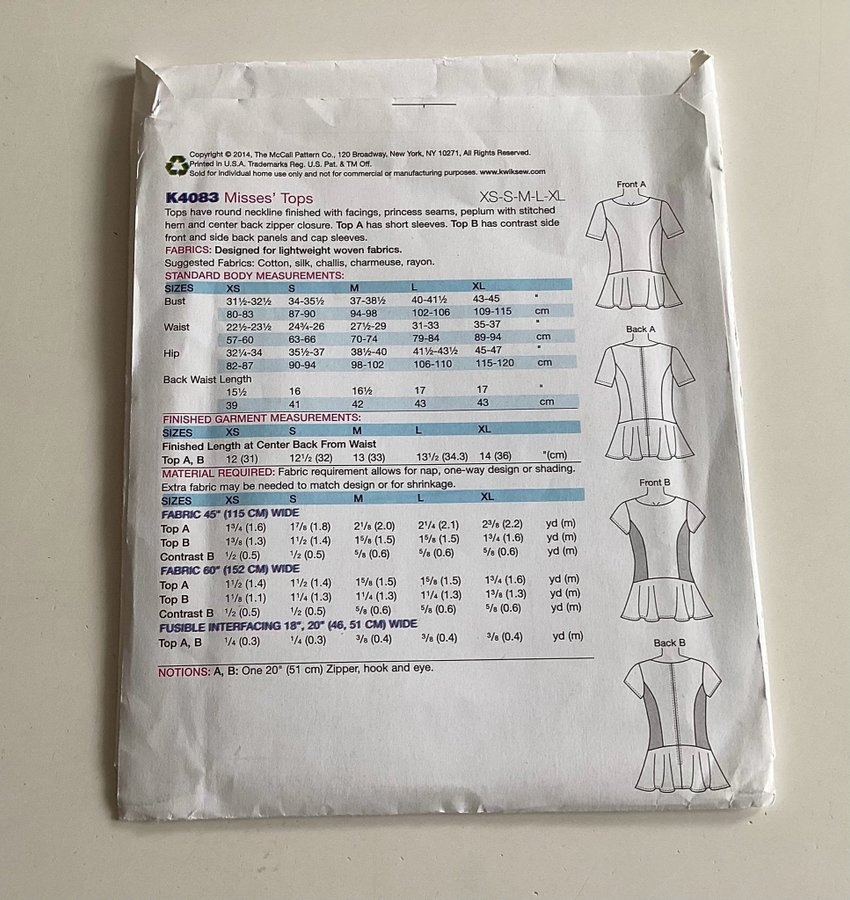 Copyright © 2014, The McCall Pattern Co., 120 Broadway, New York, NY 10271, All Rights Reserved.
Printed in U.S.A. Trademarks Reg. U.S. Pat. & TM Off.
Sold for individual home use only and not for commercial or manufacturing purposes. www.kwiksew.com
K4083 Misses' Tops XS-S-M-L-XL
Tops have round neckline finished with facings, princess seams, peplum with stitched
hem and center back zipper closure. Top A has short sleeves. Top B has contrast side
front and side back panels and cap sleeves.
FABRICS: Designed for lightweight woven fabrics.
Suggested Fabrics: Cotton, silk, challis, charmeuse, rayon.
STANDARD BODY MEASUREMENTS:
SIZES XS S M L XL
Bust 31½-32½ 34-35½ 37-38½ 40-41½ 43-45 "
80-83 87-90 94-98 102-106 109-115 cm
Waist 22½-23½ 24¾-26 27½-29 31-33 35-37 "
57-60 63-66 70-74 79-84 89-94 cm
Hip 32¼-34 35½-37 38½-40 41½-43½ 45-47 "
82-87 90-94 98-102 106-110 115-120 cm
Back Waist Length
15½ 16 16½ 17 17 "
39 41 42 43 43 cm
FINISHED GARMENT MEASUREMENTS:
SIZES XS S M L XL
Finished Length at Center Back From Waist
Top A, B 12 (31) 12½ (32) 13 (33) 13½ (34.3) 14 (36) "(cm)
MATERIAL REQUIRED: Fabric requirement allows for nap, one-way design or shading.
Extra fabric may be needed to match design or for shrinkage.
SIZES XS S M L XL
FABRIC 45" (115 CM) WIDE
Top A 1¾ (1.6) 1⅞ (1.8) 2⅛ (2.0) 2¼ (2.1) 2⅜ (2.2) yd (m)
Top B 1⅜ (1.3) 1½ (1.4) 1⅝ (1.5) 1⅝ (1.5) 1¾ (1.6) yd (m)
Contrast B ½ (0.5) ½ (0.5) ⅝ (0.6) ⅝ (0.6) ⅝ (0.6) yd (m)
FABRIC 60" (152 CM) WIDE
Top A 1½ (1.4) 1½ (1.4) 1⅝ (1.5) 1⅝ (1.5) 1¾ (1.6) yd (m)
Top B 1⅛ (1.1) 1¼ (1.3) 1¼ (1.3) 1¼ (1.3) 1⅜ (1.3) yd (m)
Contrast B ½ (0.5) ½ (0.5) ⅝ (0.6) ⅝ (0.6) ⅝ (0.6) yd (m)
FUSIBLE INTERFACING 18", 20" (46, 51 CM) WIDE
Top A, B ¼ (0.3) ¼ (0.3) ⅜ (0.4) ⅜ (0.4) ⅜ (0.4) yd (m)
NOTIONS: A, B: One 20" (51 cm) Zipper, hook and eye.
Front A
Back A
Front B
Back B